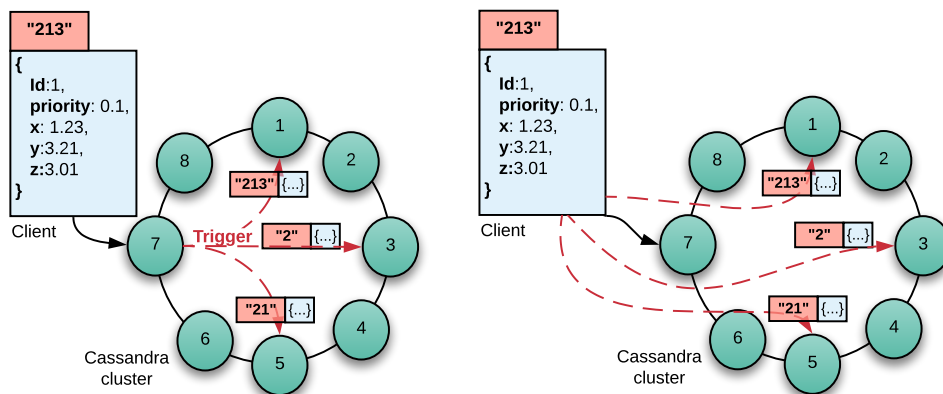 "213"
{
Id:1,
priority: 0.1,
x: 1.23,
y:3.21,
z:3.01
}
Client
1
2
3
4
5
6
7
8
"213" {...}
Trigger
"2" {...}
"21" {...}
Cassandra
cluster
"213"
{
Id:1,
priority: 0.1,
x: 1.23,
y:3.21,
z:3.01
}
Client
1
2
3
4
5
6
7
8
"213" {...}
"2" {...}
"21" {...}
Cassandra
cluster